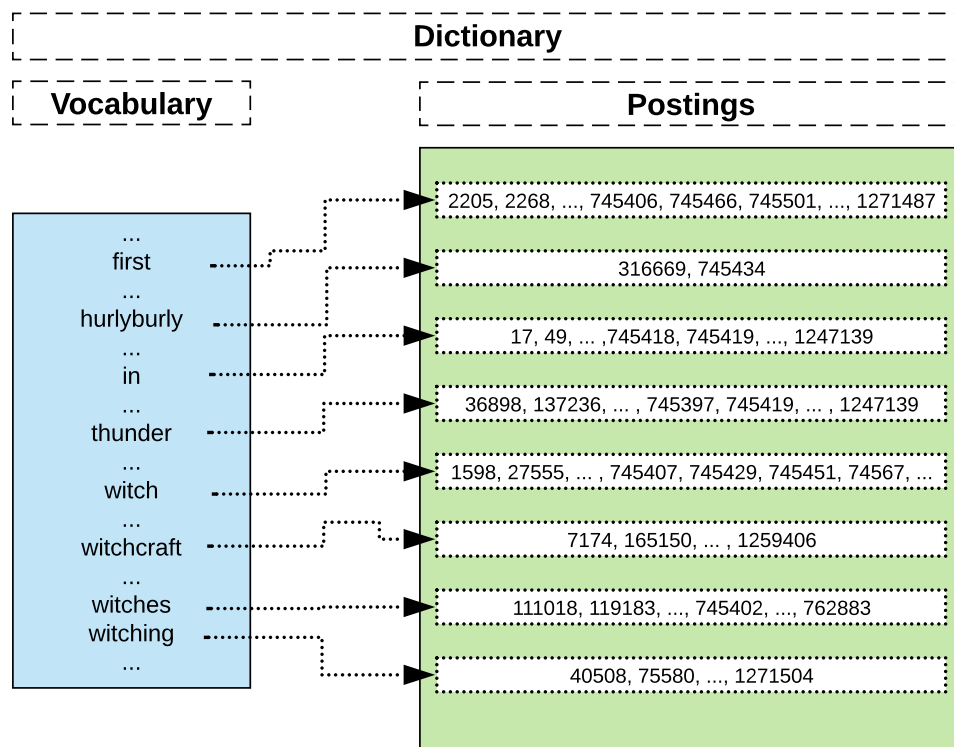 Dictionary
Vocabulary
Postings
...
first
...
hurlyburly
...
in
...
thunder
...
witch
...
witchcraft
...
witches
witching
...
2205, 2268, ..., 745406, 745466, 745501, ..., 1271487
316669, 745434
17, 49, ... ,745418, 745419, ..., 1247139
36898, 137236, ... , 745397, 745419, ... , 1247139
1598, 27555, ... , 745407, 745429, 745451, 74567, ...
7174, 165150, ... , 1259406
111018, 119183, ..., 745402, ..., 762883
40508, 75580, ..., 1271504